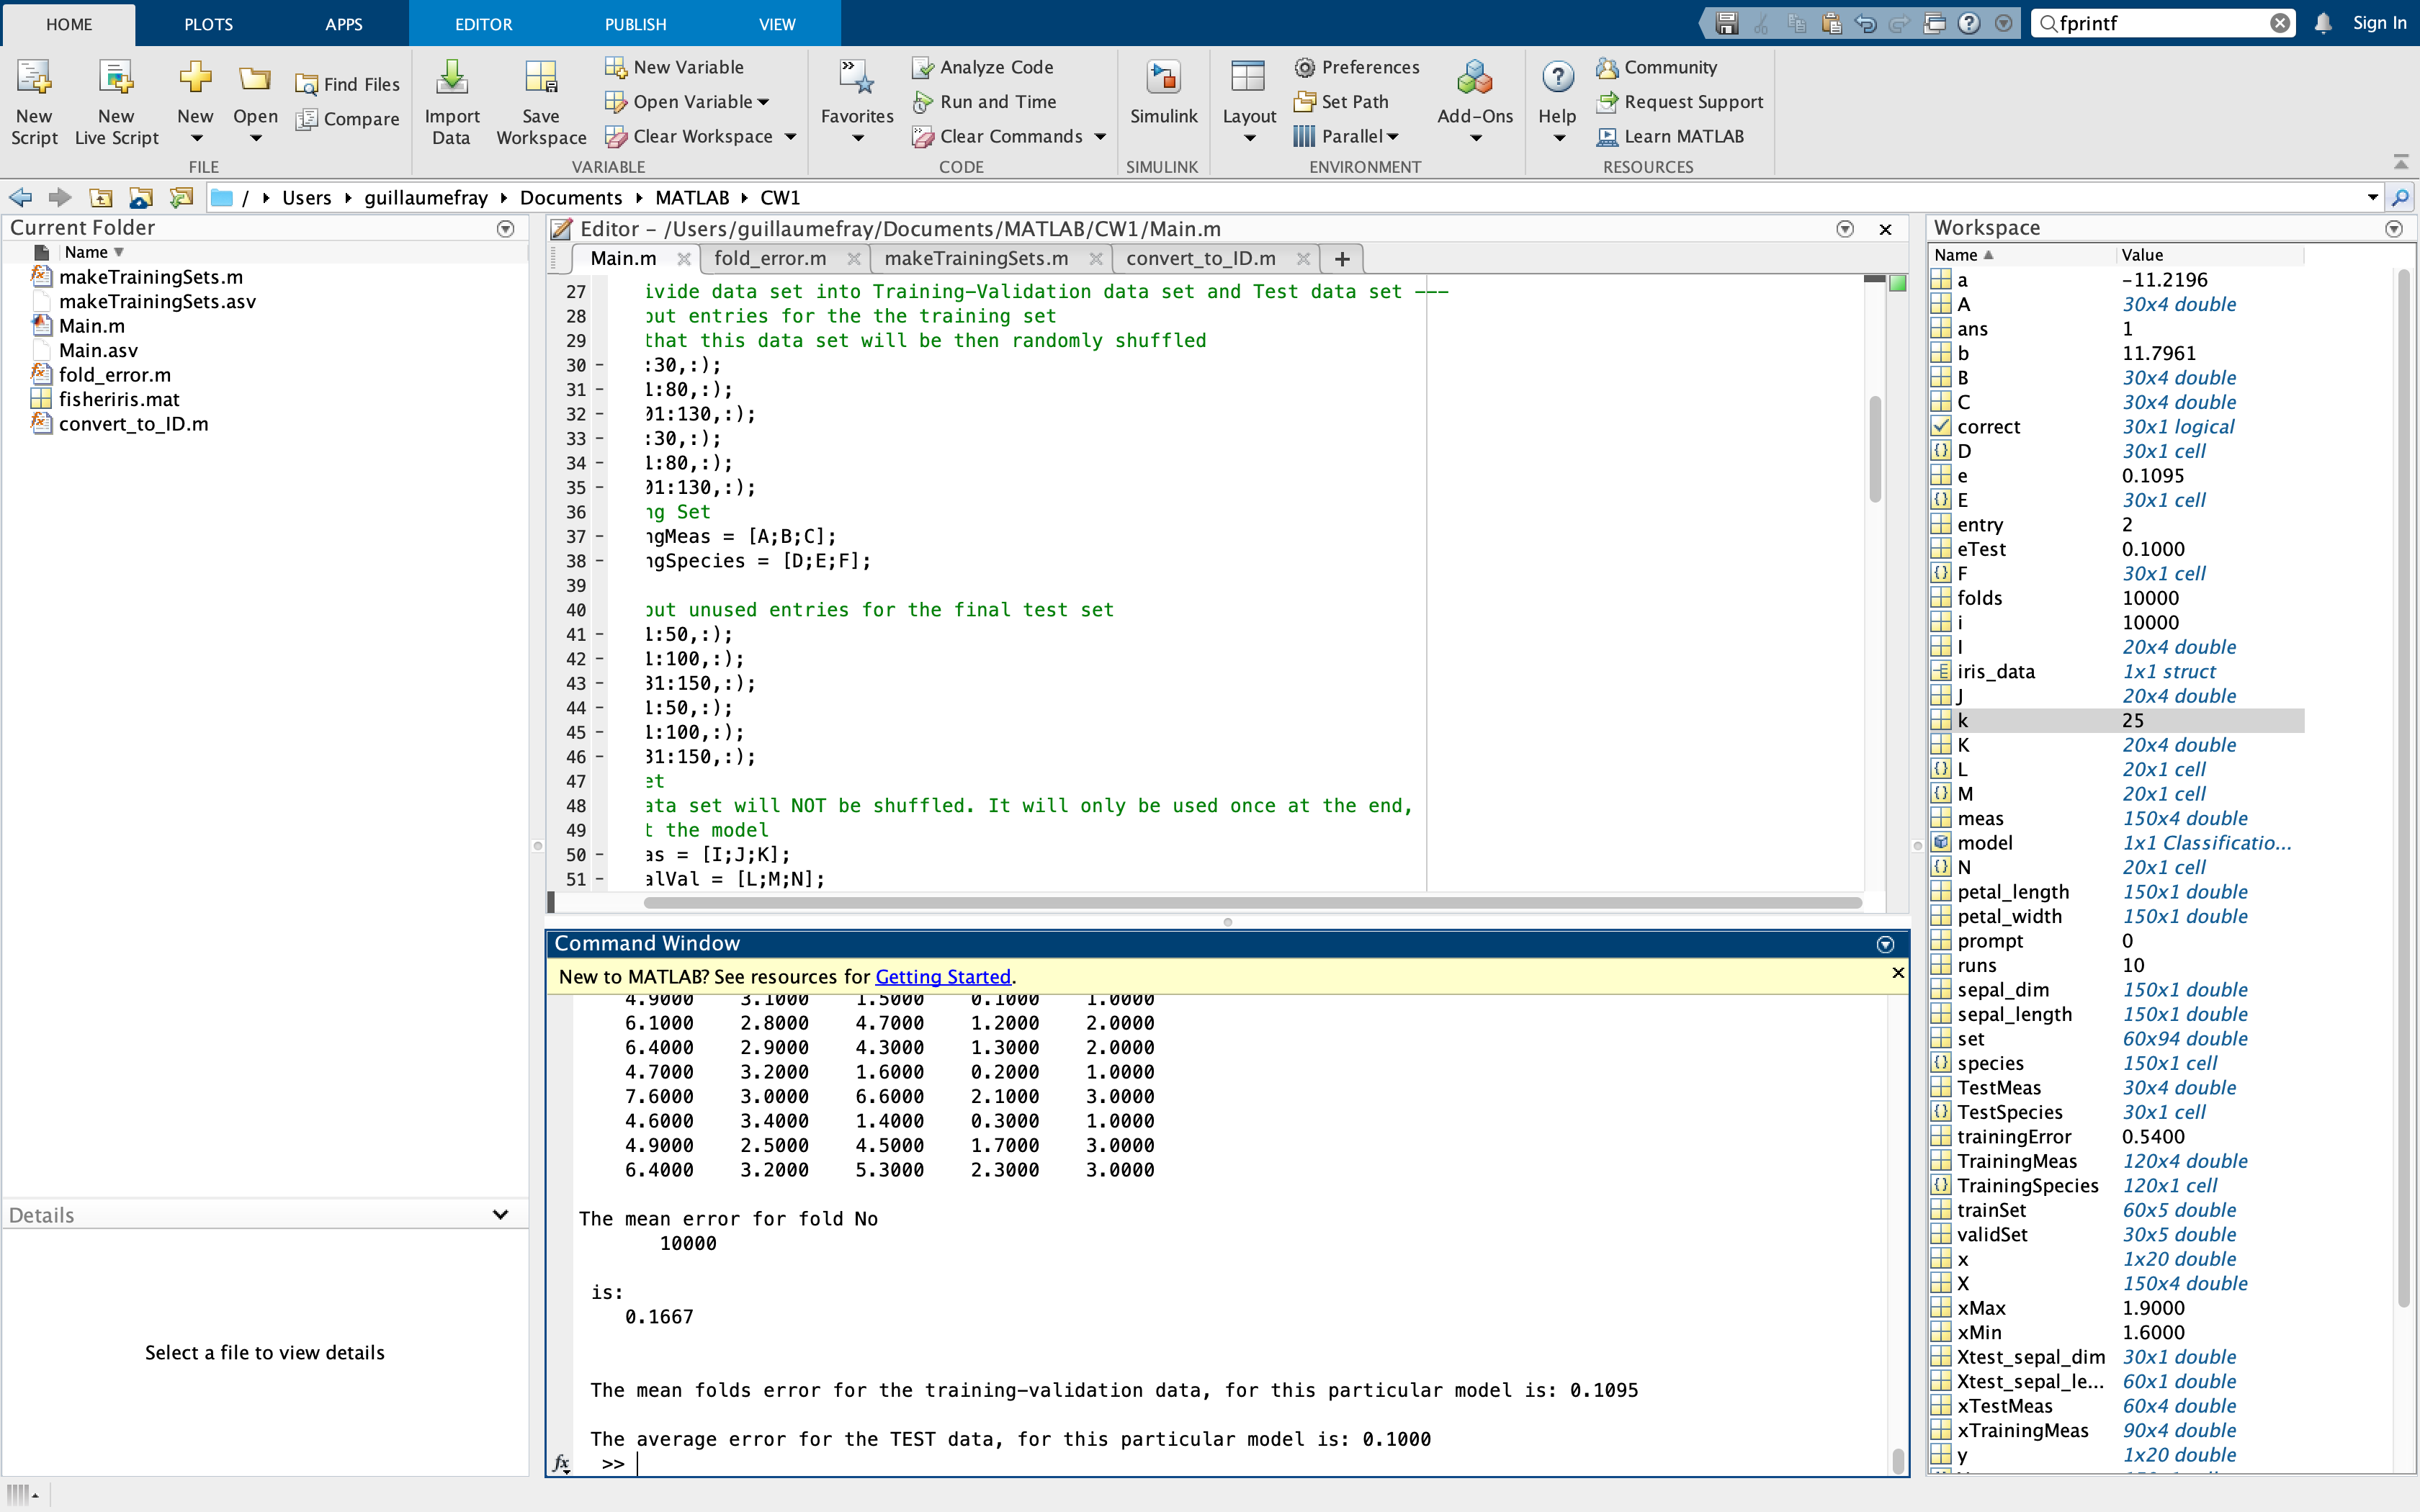 HOME PLOTS APPS EDITOR PUBLISH VIEW fprintf Sign In
New Script
New Live Script
New
Open
Find Files
Compare
FILE
Import Data
Save Workspace
New Variable
Open Variable
Clear Workspace
VARIABLE
Favorites
Analyze Code
Run and Time
Clear Commands
CODE
Simulink
SIMULINK
Layout
Preferences
Set Path
Parallel
Add-Ons
ENVIRONMENT
Help
Community
Request Support
Learn MATLAB
RESOURCES
/ Users guillaumefray Documents MATLAB CW1
Current Folder
Name
makeTrainingSets.m
makeTrainingSets.asv
Main.m
Main.asv
fold_error.m
fisheriris.mat
convert_to_ID.m
Details
Select a file to view details
Editor - /Users/guillaumefray/Documents/MATLAB/CW1/Main.m
Main.m fold_error.m makeTrainingSets.m convert_to_ID.m +
27 ivide data set into Training-Validation data set and Test data set ---
28 out entries for the the training set
29 that this data set will be then randomly shuffled
30 - :30,:);
31 - 1:80,:);
32 - 01:130,:);
33 - :30,:);
34 - 1:80,:);
35 - 01:130,:);
36 ng Set
37 - ngMeas = [A;B;C];
38 - ngSpecies = [D;E;F];
39
40 out unused entries for the final test set
41 - 1:50,:);
42 - 1:100,:);
43 - 31:150,:);
44 - 1:50,:);
45 - 1:100,:);
46 - 31:150,:);
47 et
48 ata set will NOT be shuffled. It will only be used once at the end,
49 t the model
50 - as = [I;J;K];
51 - alVal = [L;M;N];
Command Window
New to MATLAB? See resources for Getting Started.
4.9000 3.1000 1.5000 0.1000 1.0000
6.1000 2.8000 4.7000 1.2000 2.0000
6.4000 2.9000 4.3000 1.3000 2.0000
4.7000 3.2000 1.6000 0.2000 1.0000
7.6000 3.0000 6.6000 2.1000 3.0000
4.6000 3.4000 1.4000 0.3000 1.0000
4.9000 2.5000 4.5000 1.7000 3.0000
6.4000 3.2000 5.3000 2.3000 3.0000
The mean error for fold No
10000
is:
0.1667
The mean folds error for the training-validation data, for this particular model is: 0.1095
The average error for the TEST data, for this particular model is: 0.1000
fx >>
Workspace
Name Value
a -11.2196
A 30x4 double
ans 1
b 11.7961
B 30x4 double
C 30x4 double
correct 30x1 logical
D 30x1 cell
e 0.1095
E 30x1 cell
entry 2
eTest 0.1000
F 30x1 cell
folds 10000
i 10000
I 20x4 double
iris_data 1x1 struct
J 20x4 double
k 25
K 20x4 double
L 20x1 cell
M 20x1 cell
meas 150x4 double
model 1x1 Classificatio...
N 20x1 cell
petal_length 150x1 double
petal_width 150x1 double
prompt 0
runs 10
sepal_dim 150x1 double
sepal_length 150x1 double
set 60x94 double
species 150x1 cell
TestMeas 30x4 double
TestSpecies 30x1 cell
trainingError 0.5400
TrainingMeas 120x4 double
TrainingSpecies 120x1 cell
trainSet 60x5 double
validSet 30x5 double
x 1x20 double
X 150x4 double
xMax 1.9000
xMin 1.6000
Xtest_sepal_dim 30x1 double
Xtest_sepal_le... 60x1 double
xTestMeas 60x4 double
xTrainingMeas 90x4 double
y 1x20 double